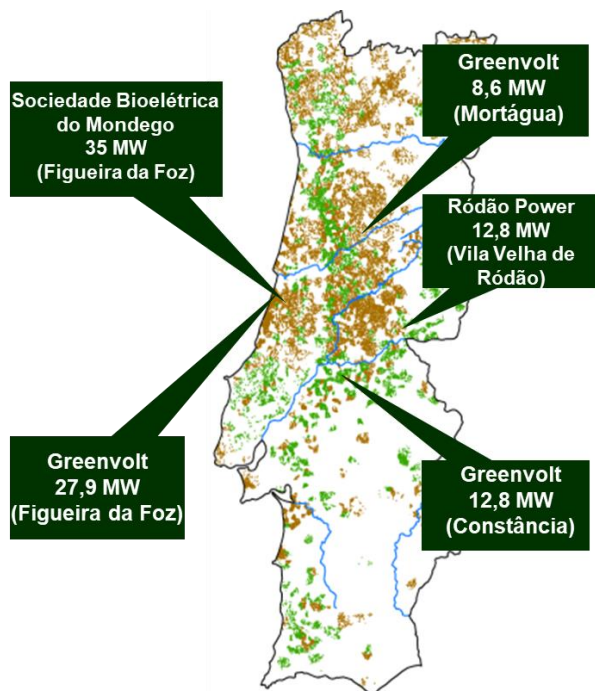 Sociedade Bioelétrica
do Mondego
35 MW
(Figueira da Foz)
Greenvolt
8,6 MW
(Mortágua)
Ródão Power
12,8 MW
(Vila Velha de
Ródão)
Greenvolt
27,9 MW
(Figueira da Foz)
Greenvolt
12,8 MW
(Constância)